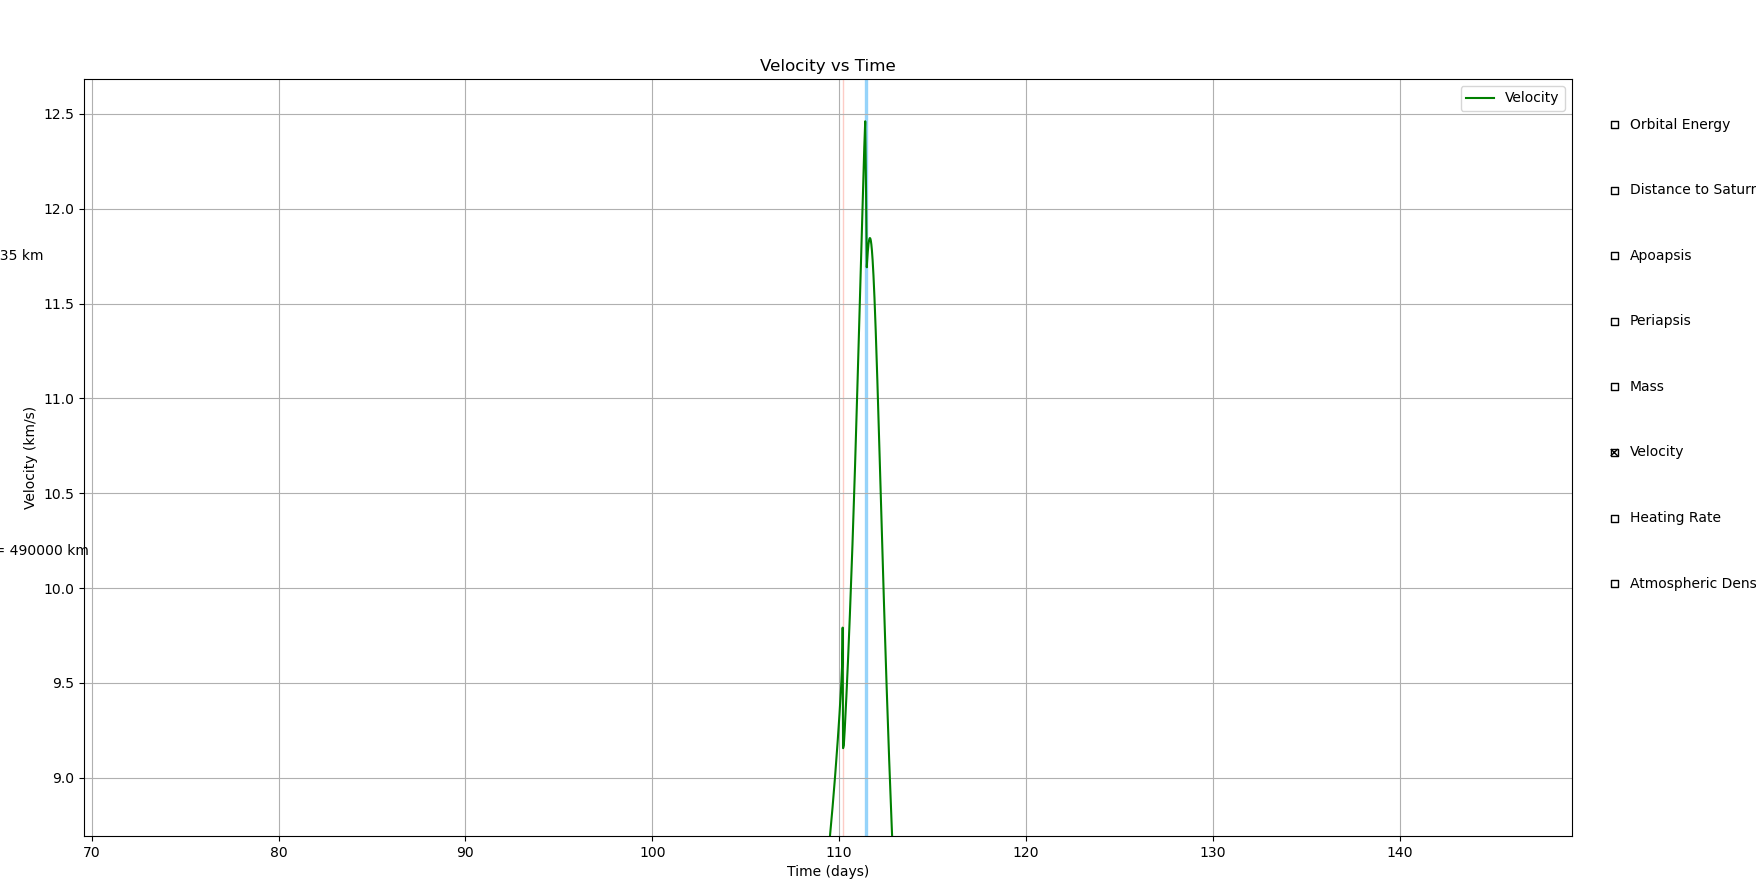 Velocity vs Time
Velocity
12.5
12.0
11.5
11.0
10.5
10.0
9.5
9.0
Velocity (km/s)
35 km
= 490000 km
70 80 90 100 110 120 130 140
Time (days)
Orbital Energy
Distance to Saturn
Apoapsis
Periapsis
Mass
Velocity
Heating Rate
Atmospheric Dens